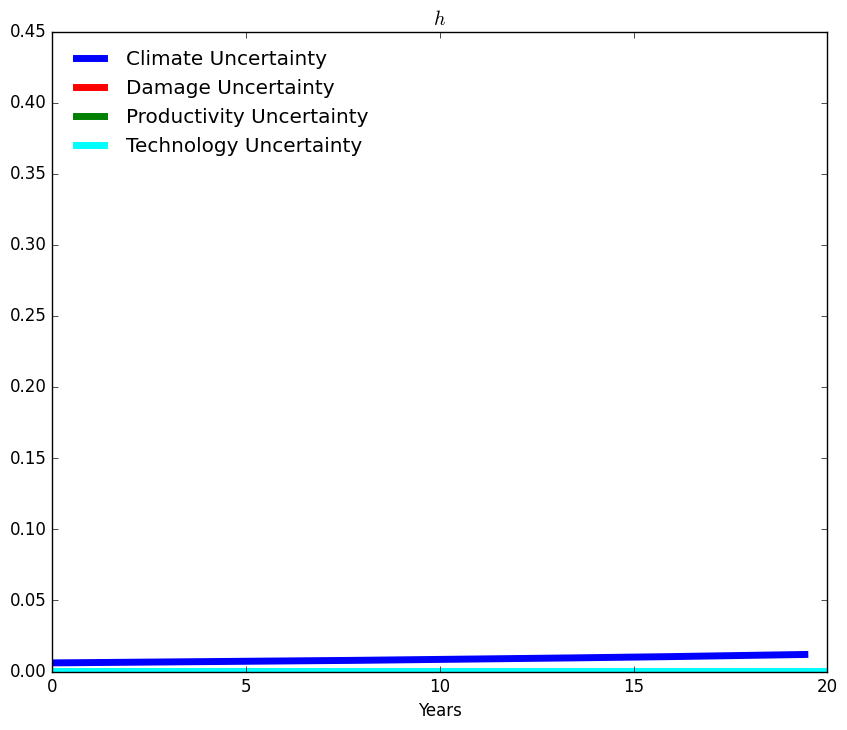 h
0.45
Climate Uncertainty
Damage Uncertainty
0.40
Productivity Uncertainty
Technology Uncertainty
0.35
0.30
0.25
0.20
0.15
0.10
0.05
0.00
0 5 10 15 20
Years